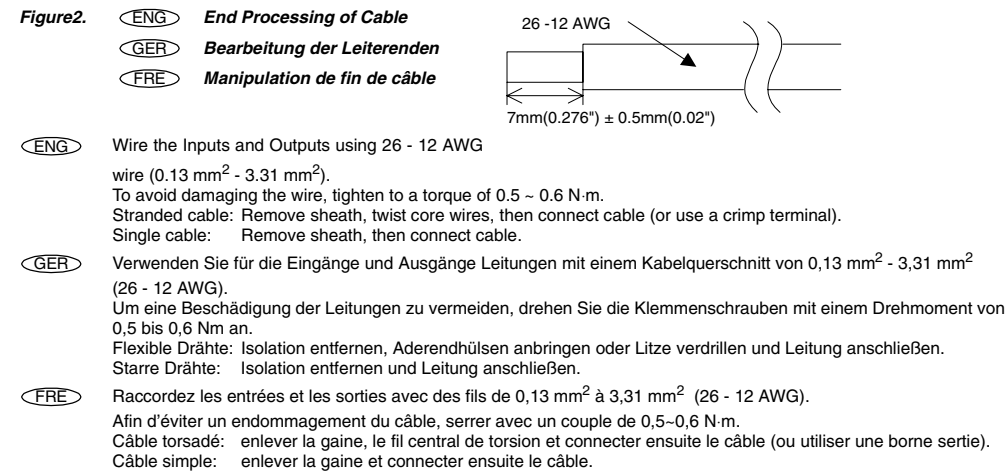 Figure2. ENG End Processing of Cable
GER Bearbeitung der Leiterenden
FRE Manipulation de fin de câble
26 -12 AWG
7mm(0.276") ± 0.5mm(0.02")
ENG Wire the Inputs and Outputs using 26 - 12 AWG
wire (0.13 mm² - 3.31 mm²).
To avoid damaging the wire, tighten to a torque of 0.5 ~ 0.6 N·m.
Stranded cable: Remove sheath, twist core wires, then connect cable (or use a crimp terminal).
Single cable: Remove sheath, then connect cable.
GER Verwenden Sie für die Eingänge und Ausgänge Leitungen mit einem Kabelquerschnitt von 0,13 mm² - 3,31 mm²
(26 - 12 AWG).
Um eine Beschädigung der Leitungen zu vermeiden, drehen Sie die Klemmenschrauben mit einem Drehmoment von
0,5 bis 0,6 Nm an.
Flexible Drähte: Isolation entfernen, Aderendhülsen anbringen oder Litze verdrillen und Leitung anschließen.
Starre Drähte: Isolation entfernen und Leitung anschließen.
FRE Raccordez les entrées et les sorties avec des fils de 0,13 mm² à 3,31 mm² (26 - 12 AWG).
Afin d'éviter un endommagement du câble, serrer avec un couple de 0,5~0,6 N·m.
Câble torsadé: enlever la gaine, le fil central de torsion et connecter ensuite le câble (ou utiliser une borne sertie).
Câble simple: enlever la gaine et connecter ensuite le câble.